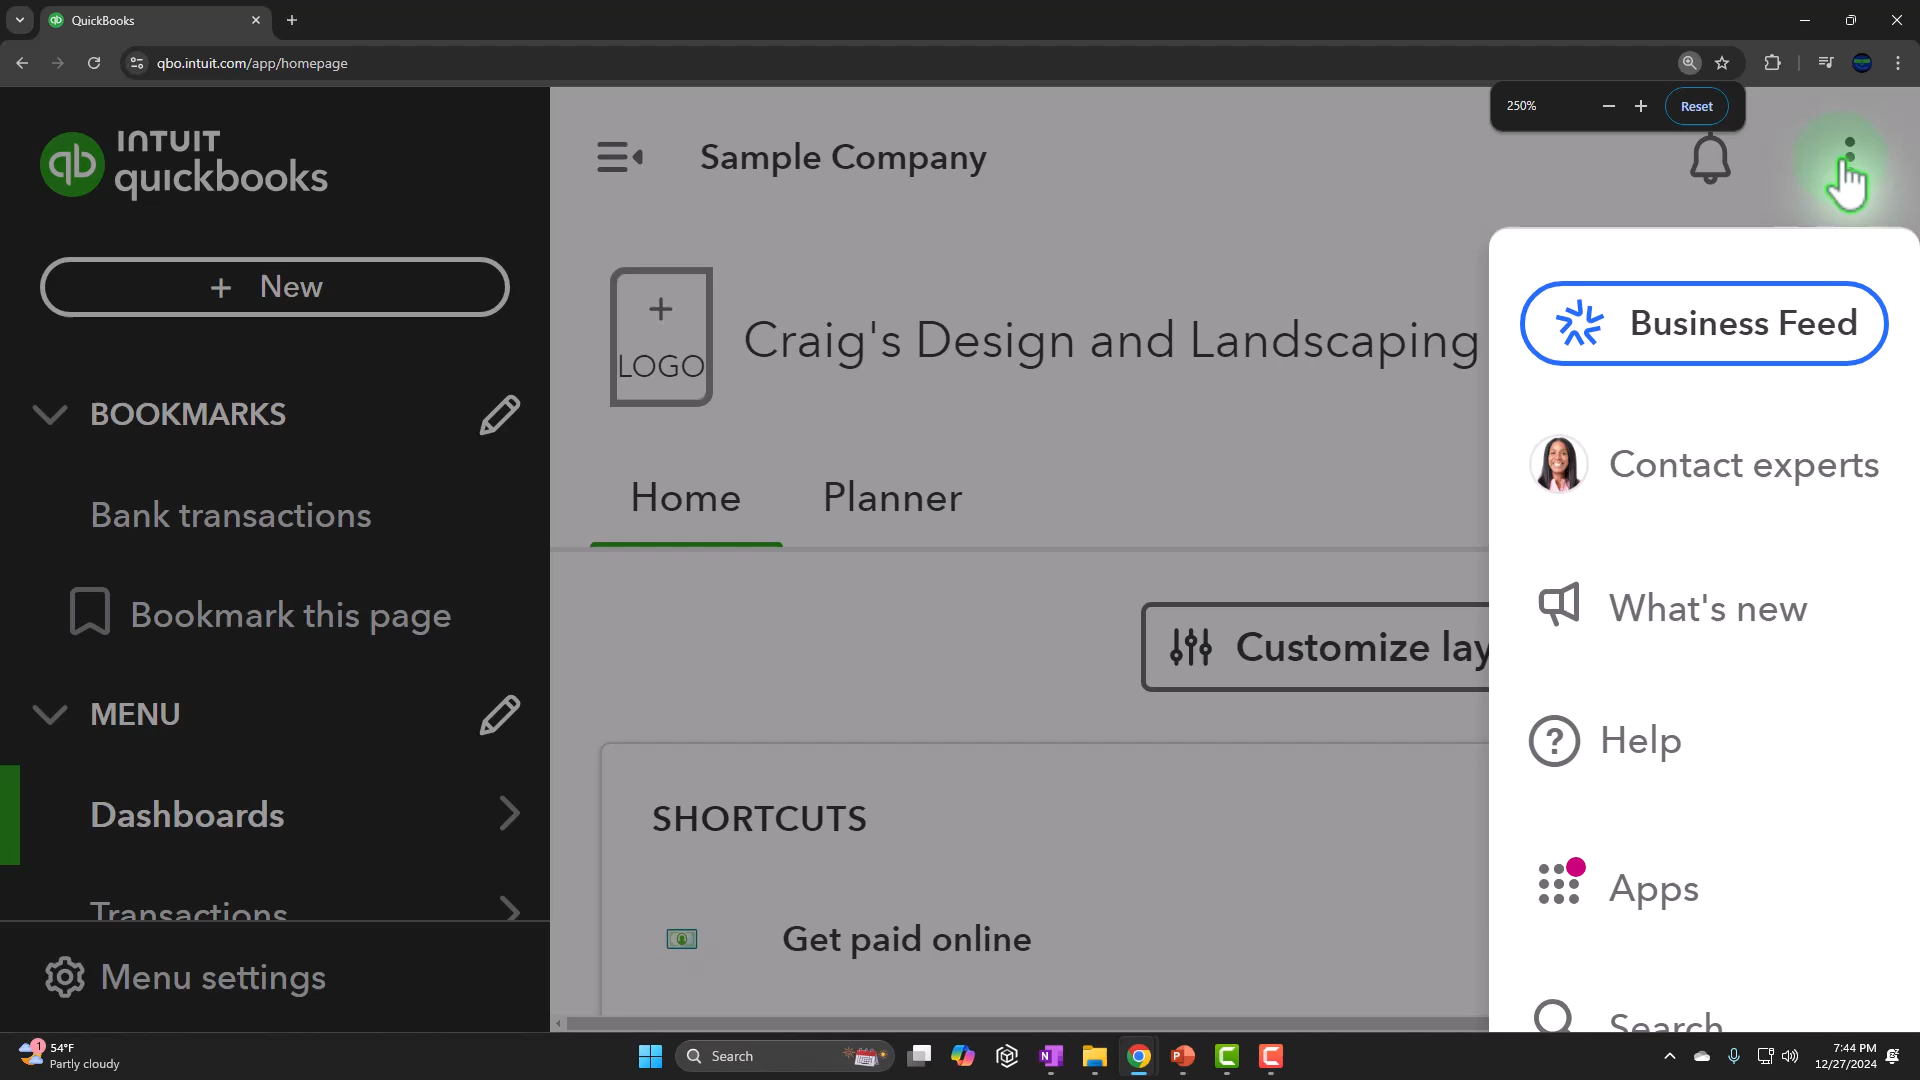 QuickBooks
qbo.intuit.com/app/homepage
250%
Reset
INTUIT
quickbooks
Sample Company
New
LOGO
Craig's Design and Landscaping
Business Feed
BOOKMARKS
Contact experts
Home
Planner
Bank transactions
Bookmark this page
What's new
Customize lay
MENU
Help
Dashboards
SHORTCUTS
Transactions
Apps
Get paid online
Menu settings
Search
1
54°F
Partly cloudy
Search
7:44 PM
12/27/2024